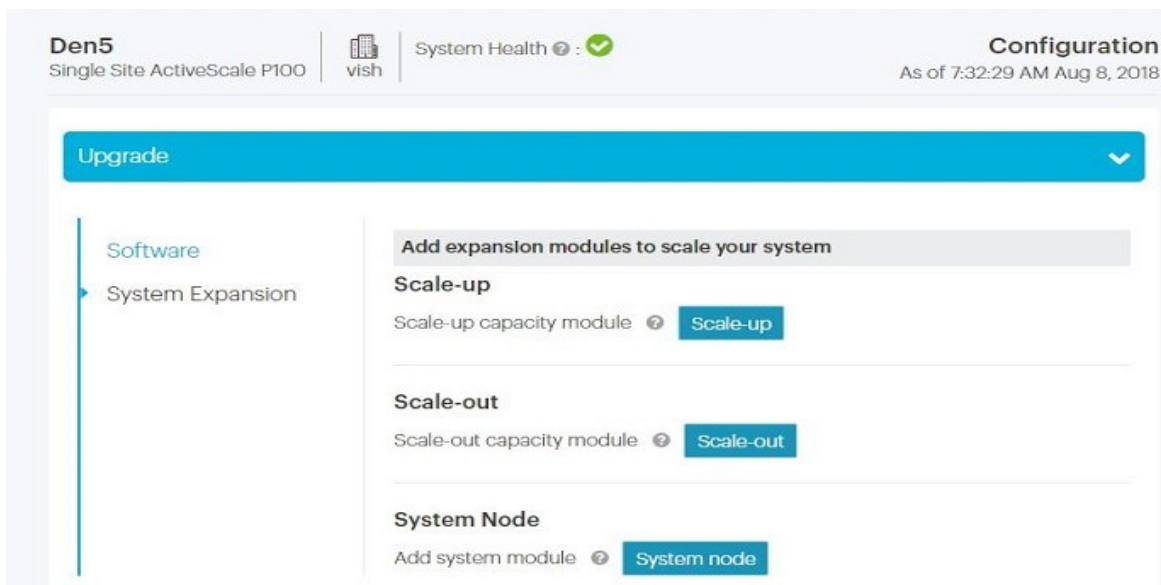 Den5
Single Site ActiveScale P100
vish
System Health ? :
Configuration
As of 7:32:29 AM Aug 8, 2018
Upgrade
Software
System Expansion
Add expansion modules to scale your system
Scale-up
Scale-up capacity module ? Scale-up
Scale-out
Scale-out capacity module ? Scale-out
System Node
Add system module ? System node